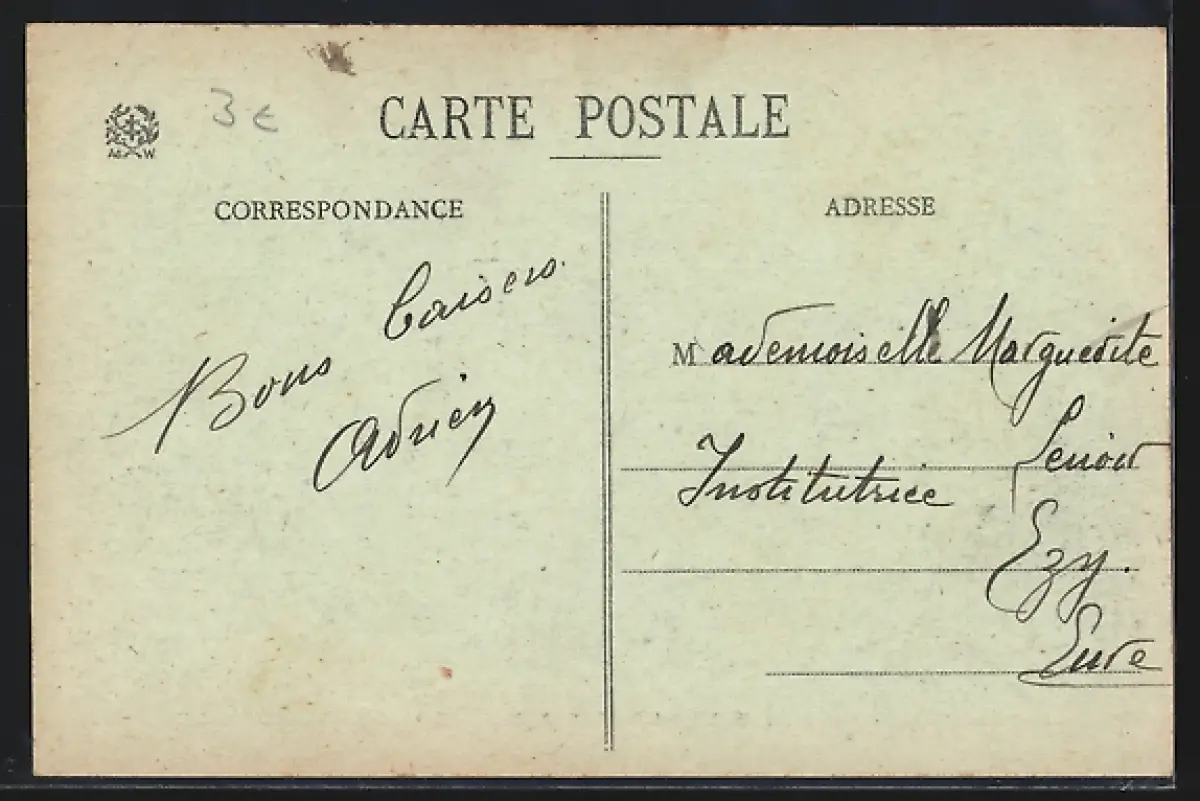 3€
CARTE POSTALE
CORRESPONDANCE
Bons baisers.
Adrien
ADRESSE
Mademoiselle Marguerite
Lenoir
Institutrice
Ezy.
Eure